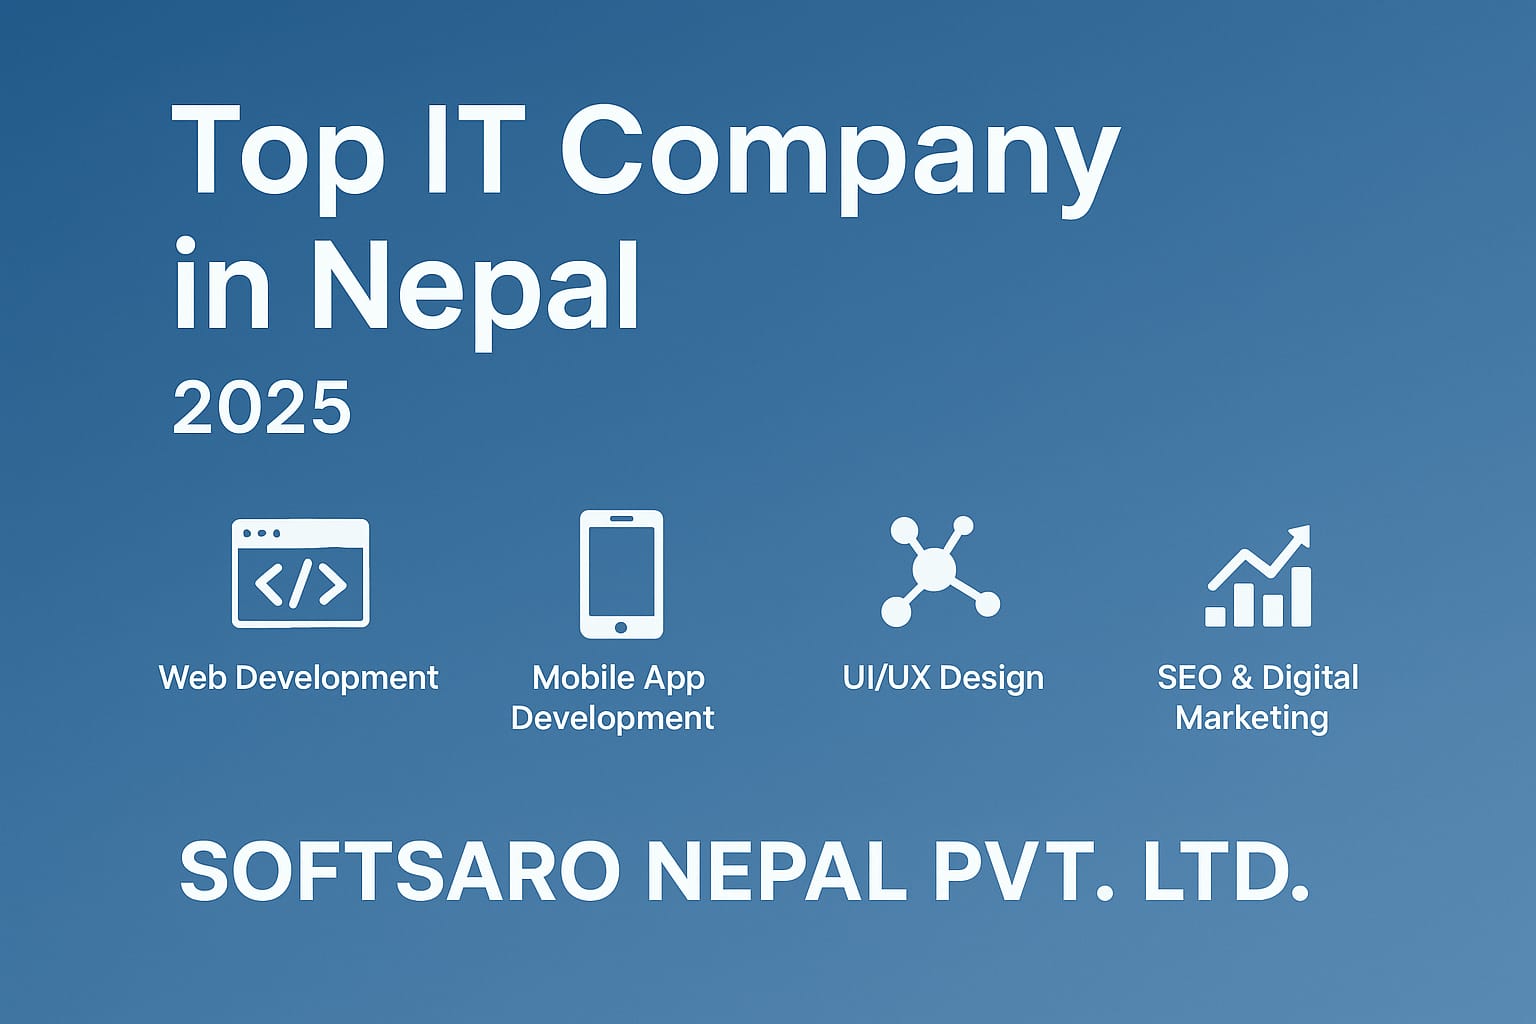 Top IT Company
in Nepal
2025
Web Development
Mobile App
Development
UI/UX Design
SEO & Digital
Marketing
SOFTSARO NEPAL PVT. LTD.